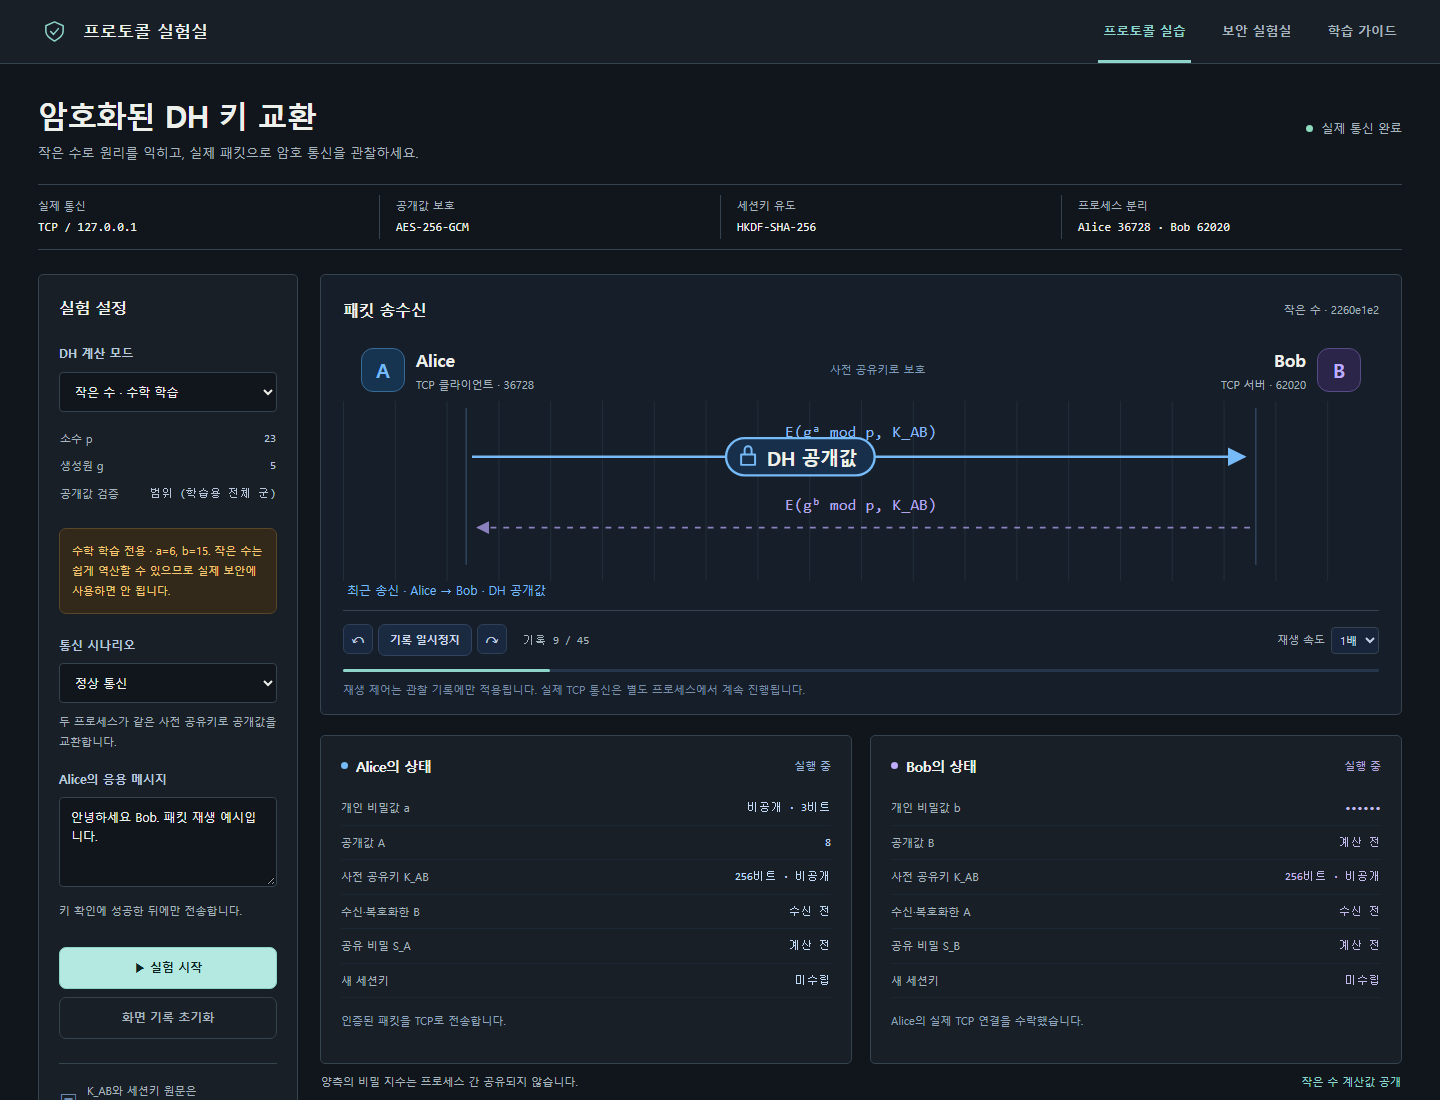 프로토콜 실험실
프로토콜 실습
보안 실험실
학습 가이드
암호화된 DH 키 교환
작은 수로 원리를 익히고, 실제 패킷으로 암호 통신을 관찰하세요.
실제 통신 완료
실제 통신
TCP / 127.0.0.1
공개값 보호
AES-256-GCM
세션키 유도
HKDF-SHA-256
프로세스 분리
Alice 36728 · Bob 62020
실험 설정
DH 계산 모드
작은 수 · 수학 학습
소수 p
23
생성원 g
5
공개값 검증
범위 (학습용 전체 군)
수학 학습 전용 · a=6, b=15. 작은 수는
쉽게 역산할 수 있으므로 실제 보안에
사용하면 안 됩니다.
통신 시나리오
정상 통신
두 프로세스가 같은 사전 공유키로 공개값을
교환합니다.
Alice의 응용 메시지
안녕하세요 Bob. 패킷 재생 예시입
니다.
키 확인에 성공한 뒤에만 전송합니다.
▶ 실험 시작
화면 기록 초기화
K_AB와 세션키 원문은
패킷 송수신
작은 수 · 2260e1e2
A
Alice
TCP 클라이언트 · 36728
사전 공유키로 보호
Bob
TCP 서버 · 62020
B
E(gᵃ mod p, K_AB)
DH 공개값
E(gᵇ mod p, K_AB)
최근 송신 · Alice → Bob · DH 공개값
기록 일시정지
기록 9 / 45
재생 속도
1배
재생 제어는 관찰 기록에만 적용됩니다. 실제 TCP 통신은 별도 프로세스에서 계속 진행됩니다.
Alice의 상태
실행 중
개인 비밀값 a
비공개 · 3비트
공개값 A
8
사전 공유키 K_AB
256비트 · 비공개
수신·복호화한 B
수신 전
공유 비밀 S_A
계산 전
새 세션키
미수립
인증된 패킷을 TCP로 전송합니다.
Bob의 상태
실행 중
개인 비밀값 b
••••••
공개값 B
계산 전
사전 공유키 K_AB
256비트 · 비공개
수신·복호화한 A
수신 전
공유 비밀 S_B
계산 전
새 세션키
미수립
Alice의 실제 TCP 연결을 수락했습니다.
양측의 비밀 지수는 프로세스 간 공유되지 않습니다.
작은 수 계산값 공개